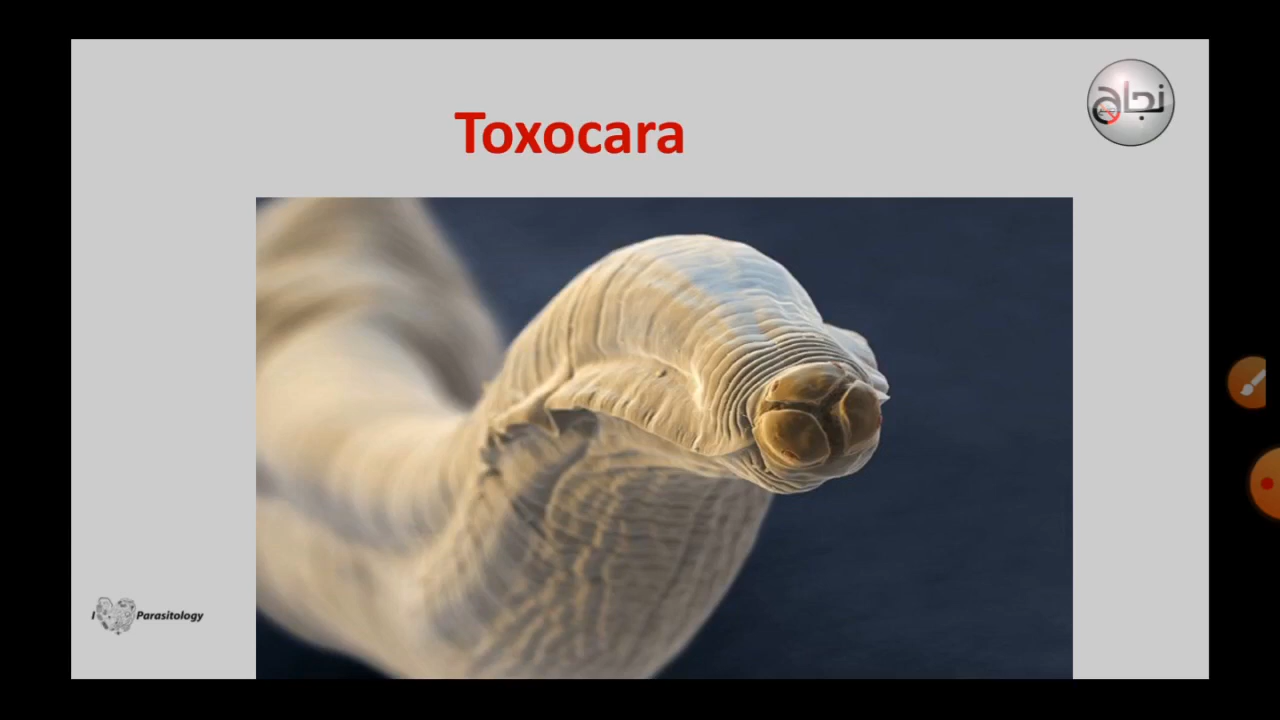 Toxocara
نجاح
I Parasitology